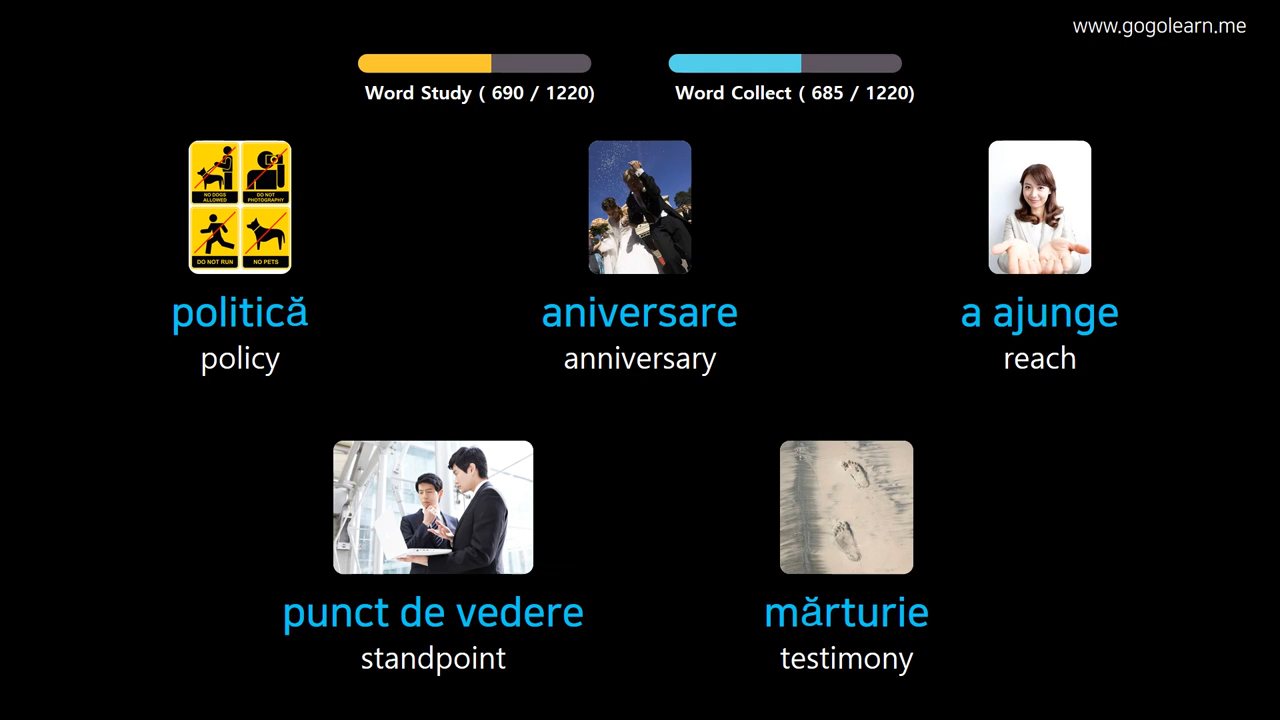 www.gogolearn.me
Word Study ( 690 / 1220)
Word Collect ( 685 / 1220)
NO DOGS
ALLOWED
DO NOT
PHOTOGRAPHY
DO NOT RUN
NO PETS
politică
policy
aniversare
anniversary
a ajunge
reach
punct de vedere
standpoint
mărturie
testimony